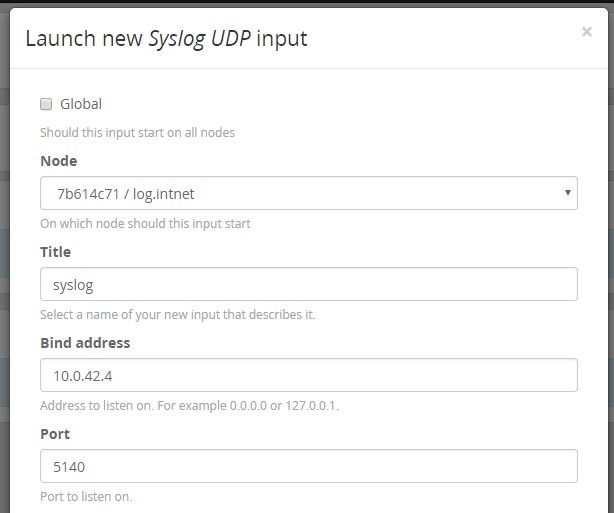 Launch new Syslog UDP input
×
Global
Should this input start on all nodes
Node
7b614c71 / log.intnet
On which node should this input start
Title
syslog
Select a name of your new input that describes it.
Bind address
10.0.42.4
Address to listen on. For example 0.0.0.0 or 127.0.0.1.
Port
5140
Port to listen on.